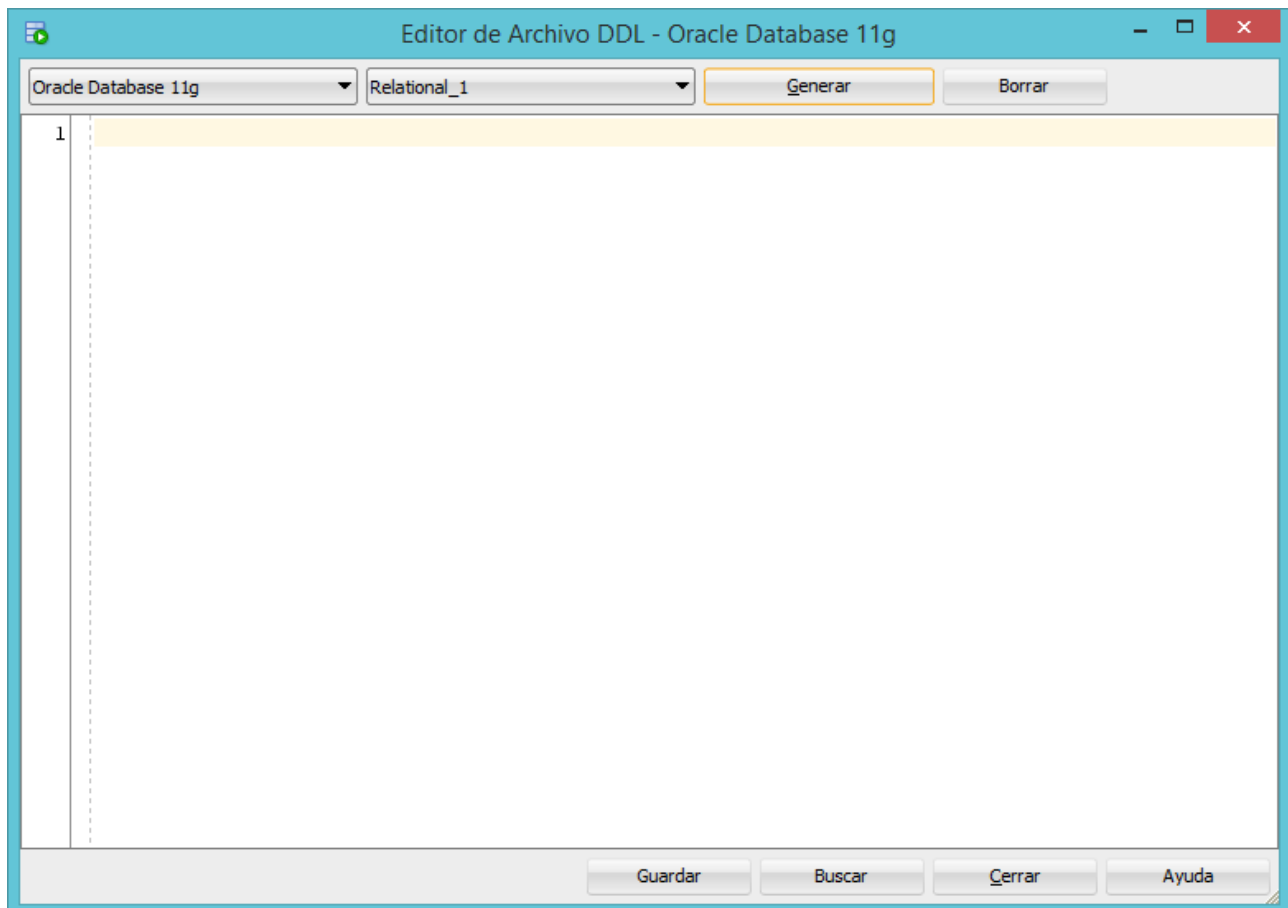 Editor de Archivo DDL - Oracle Database 11g
Oracle Database 11g Relational_1 Generar Borrar
1
Guardar Buscar Cerrar Ayuda